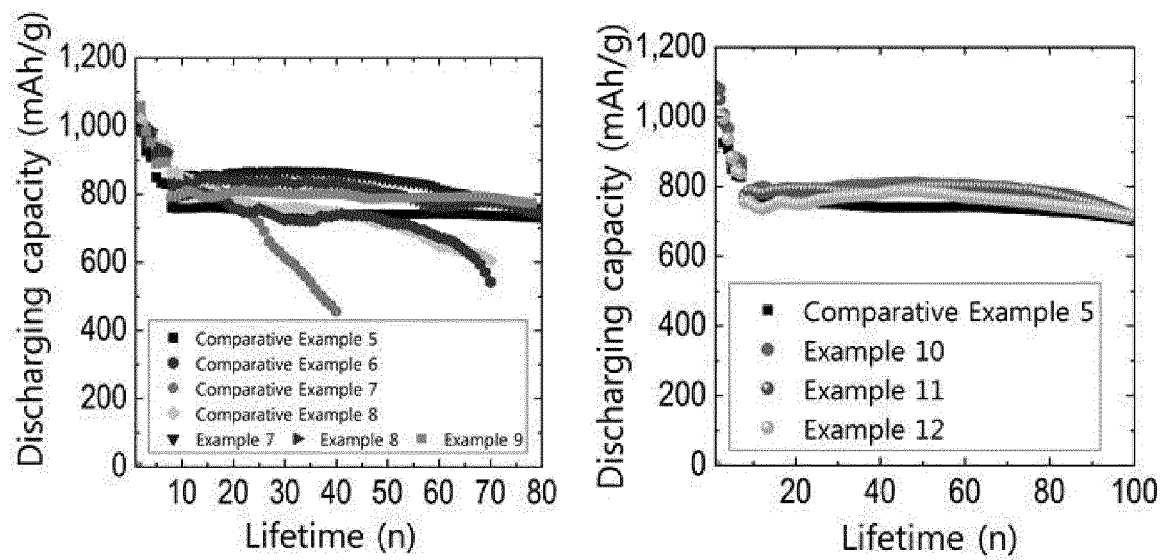 Discharging capacity (mAh/g)
1,200
1,000
800
600
400
200
0
Comparative Example 5
Comparative Example 6
Comparative Example 7
Comparative Example 8
Example 7 Example 8 Example 9
10 20 30 40 50 60 70 80
Lifetime (n)
Discharging capacity (mAh/g)
1,200
1,000
800
600
400
200
0
Comparative Example 5
Example 10
Example 11
Example 12
20 40 60 80 100
Lifetime (n)